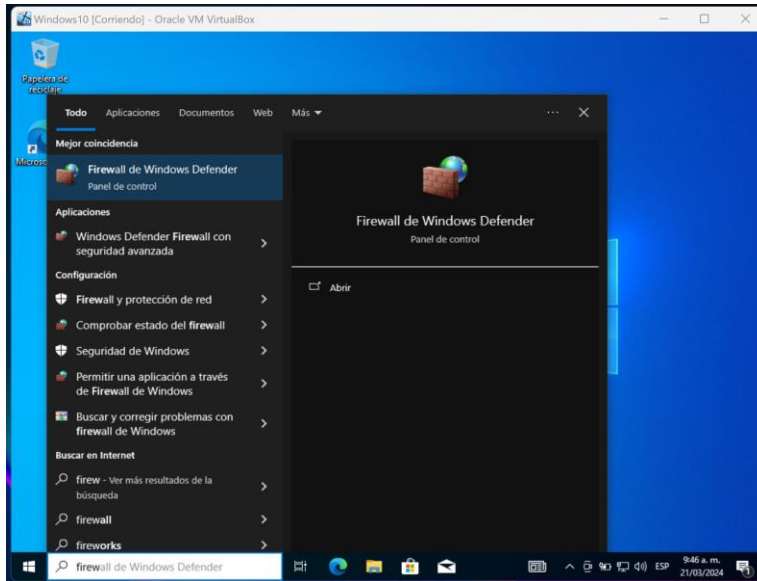 Windows10 [Corriendo] - Oracle VM VirtualBox
Papelera de
reciclaje
Todo Aplicaciones Documentos Web Más
Mejor coincidencia
Firewall de Windows Defender
Panel de control
Firewall de Windows Defender
Panel de control
Abrir
Aplicaciones
Windows Defender Firewall con
seguridad avanzada
Configuración
Firewall y protección de red
Comprobar estado del firewall
Seguridad de Windows
Permitir una aplicación a través
de Firewall de Windows
Buscar y corregir problemas con
firewall de Windows
Buscar en Internet
firew - Ver más resultados de la
búsqueda
firewall
fireworks
firewall de Windows Defender
ESP
9:46 a. m.
21/03/2024
1